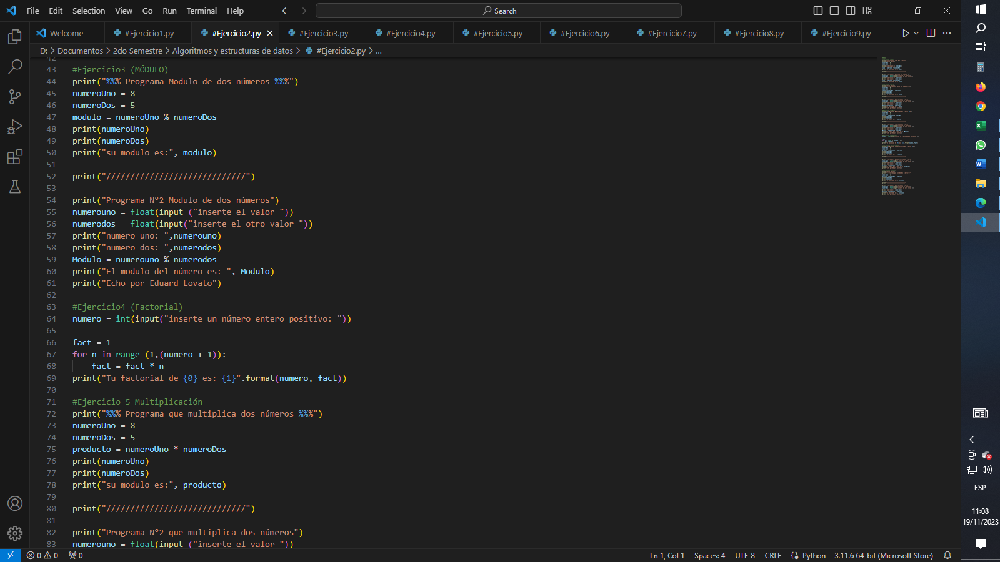 File Edit Selection View Go Run Terminal Help
Search
Welcome #Ejercicio1.py #Ejercicio2.py #Ejercicio3.py #Ejercicio4.py #Ejercicio5.py #Ejercicio6.py #Ejercicio7.py #Ejercicio8.py #Ejercicio9.py
D: > Documentos > 2do Semestre > Algoritmos y estructuras de datos > #Ejercicio2.py > ...
42
43 #Ejercicio3 (MÓDULO)
44 print("%%%_Programa Modulo de dos números_%%%")
45 numeroUno = 8
46 numeroDos = 5
47 modulo = numeroUno % numeroDos
48 print(numeroUno)
49 print(numeroDos)
50 print("su modulo es:", modulo)
51
52 print("/////////////////////////////")
53
54 print("Programa Nº2 Modulo de dos números")
55 numerouno = float(input ("inserte el valor "))
56 numerodos = float(input("inserte el otro valor "))
57 print("numero uno: ",numerouno)
58 print("numero dos: ",numerodos)
59 Modulo = numerouno % numerodos
60 print("El modulo del número es: ", Modulo)
61 print("Echo por Eduard Lovato")
62
63 #Ejercicio4 (Factorial)
64 numero = int(input("inserte un número entero positivo: "))
65
66 fact = 1
67 for n in range (1,(numero + 1)):
68     fact = fact * n
69 print("Tu factorial de {0} es: {1}".format(numero, fact))
70
71 #Ejercicio 5 Multiplicación
72 print("%%%_Programa que multiplica dos números_%%%")
73 numeroUno = 8
74 numeroDos = 5
75 producto = numeroUno * numeroDos
76 print(numeroUno)
77 print(numeroDos)
78 print("su modulo es:", producto)
79
80 print("/////////////////////////////")
81
82 print("Programa Nº2 que multiplica dos números")
83 numerouno = float(input ("inserte el valor "))
0 0 0 Ln 1, Col 1 Spaces: 4 UTF-8 CRLF Python 3.11.6 64-bit (Microsoft Store)
ESP
11:08
19/11/2023